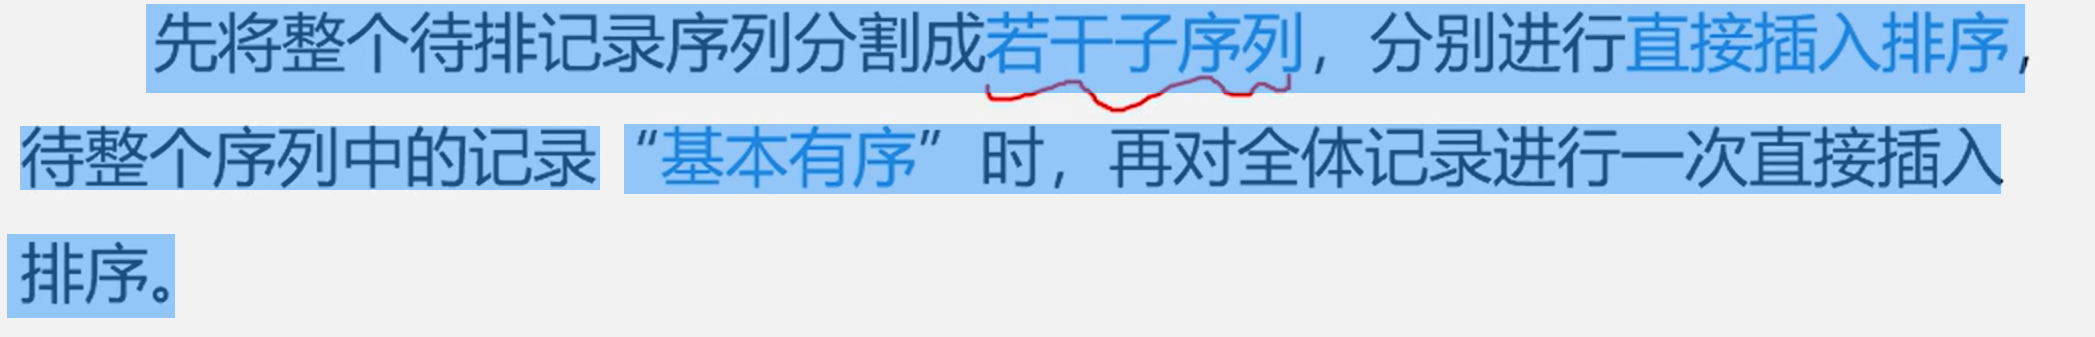 先将整个待排记录序列分割成若干子序列，分别进行直接插入排序，
待整个序列中的记录“基本有序”时，再对全体记录进行一次直接插入
排序。